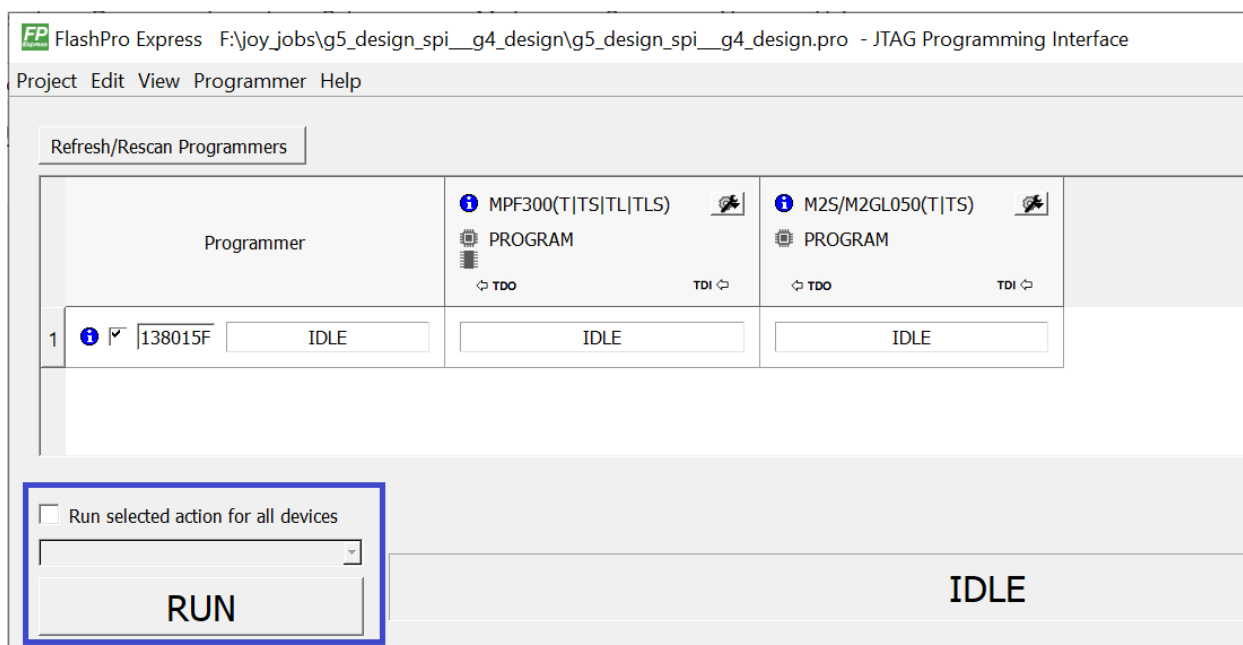 FP Express FlashPro Express F:\joy_jobs\g5_design_spi__g4_design\g5_design_spi__g4_design.pro - JTAG Programming Interface
Project Edit View Programmer Help
Refresh/Rescan Programmers
Programmer
MPF300(T|TS|TL|TLS)
PROGRAM
TDO TDI
M2S/M2GL050(T|TS)
PROGRAM
TDO TDI
1 138015F IDLE IDLE IDLE
Run selected action for all devices
RUN
IDLE